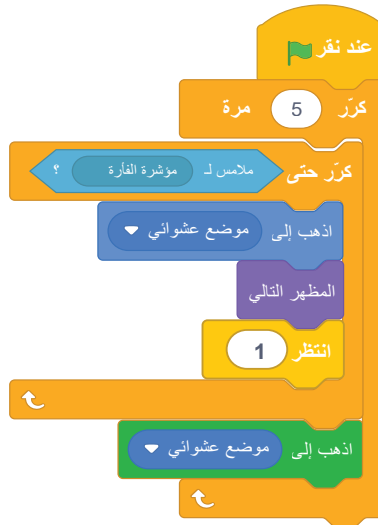 عند نقر
كرّر 5 مرة
كرّر حتى ملامس لـ مؤشرة الفأرة ؟
اذهب إلى موضع عشوائي
المظهر التالي
انتظر 1
اذهب إلى موضع عشوائي